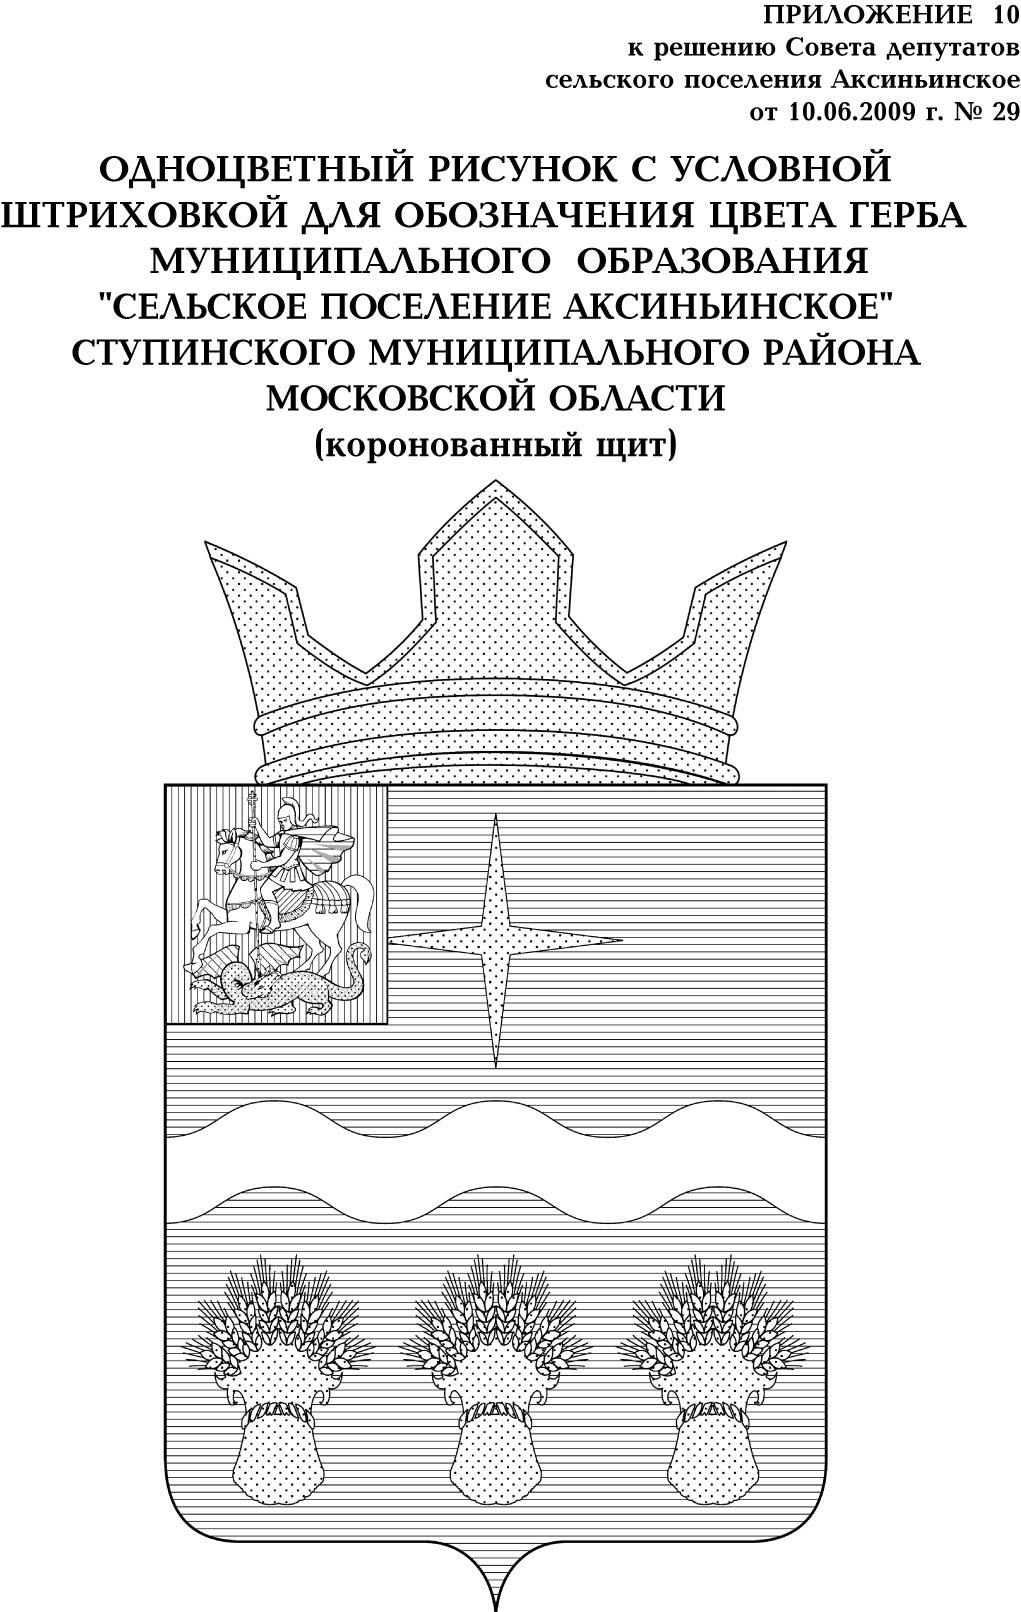 ПРИЛОЖЕНИЕ 10
к решению Совета депутатов
сельского поселения Аксиньинское
от 10.06.2009 г. № 29
ОДНОЦВЕТНЫЙ РИСУНОК С УСЛОВНОЙ
ШТРИХОВКОЙ ДЛЯ ОБОЗНАЧЕНИЯ ЦВЕТА ГЕРБА
МУНИЦИПАЛЬНОГО ОБРАЗОВАНИЯ
"СЕЛЬСКОЕ ПОСЕЛЕНИЕ АКСИНЬИНСКОЕ"
СТУПИНСКОГО МУНИЦИПАЛЬНОГО РАЙОНА
МОСКОВСКОЙ ОБЛАСТИ
(коронованный щит)